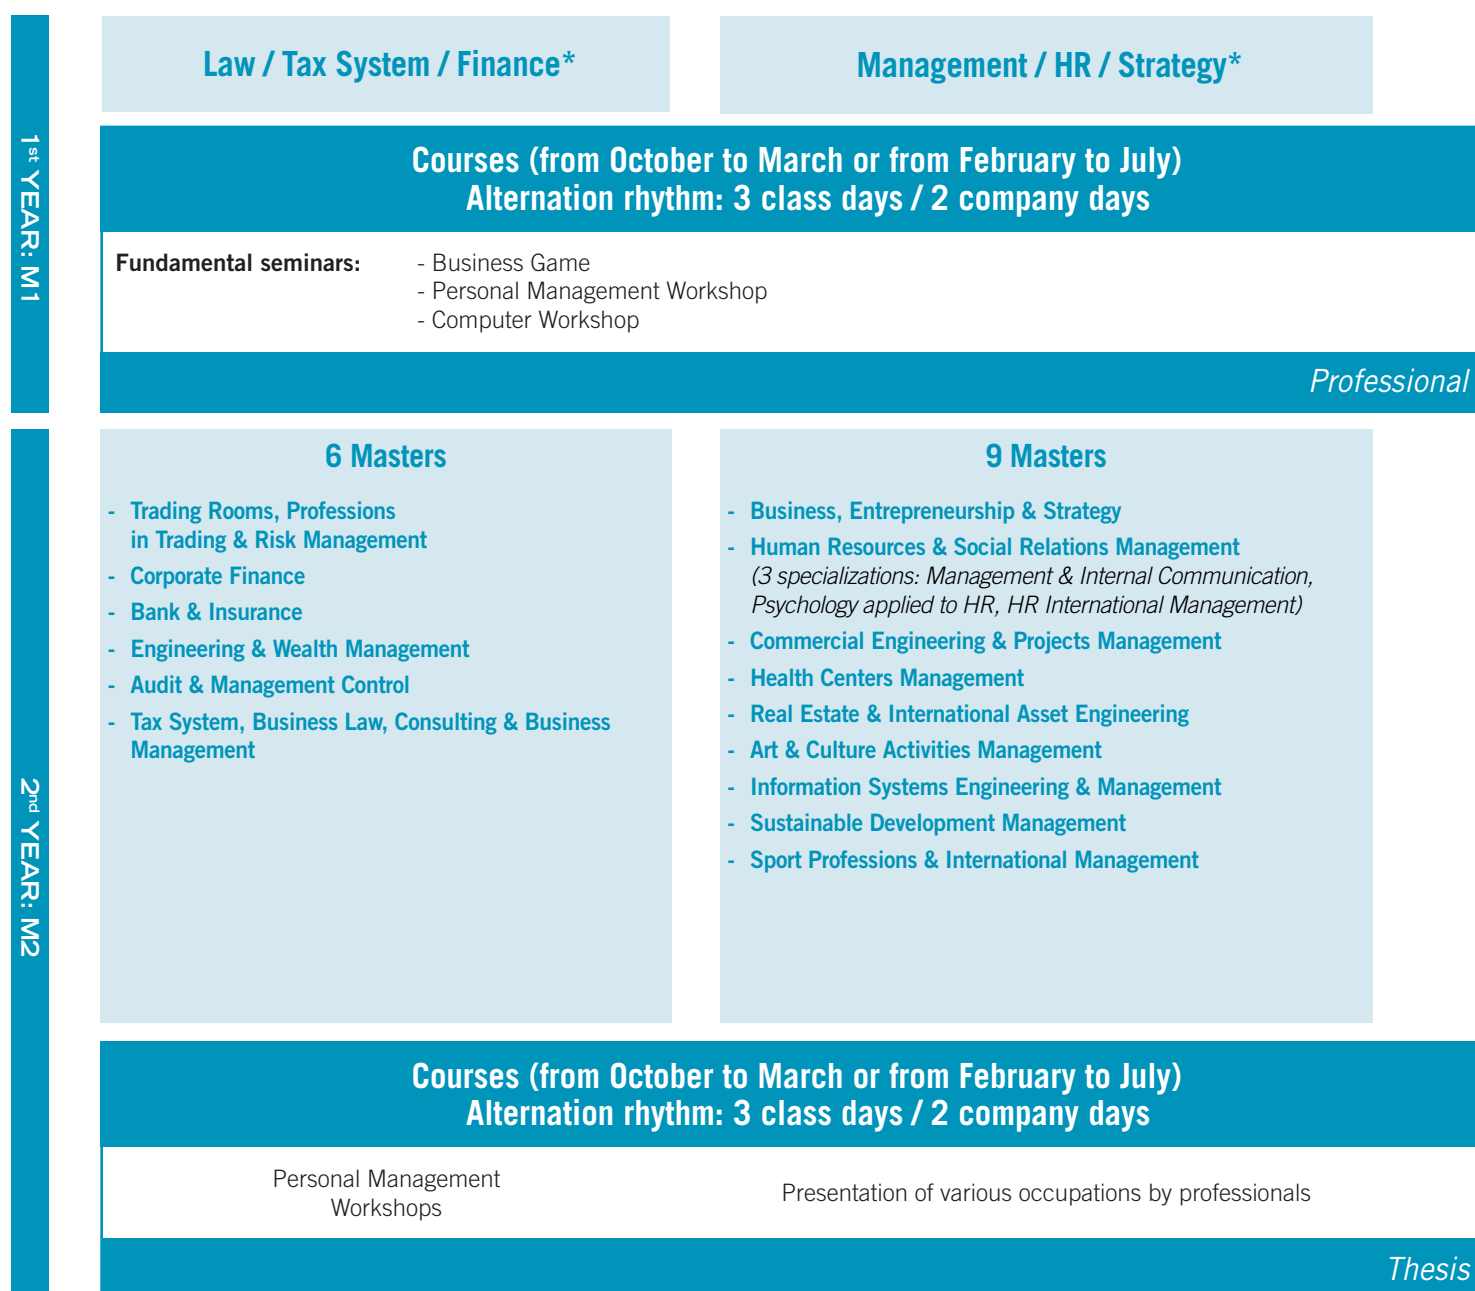 Law / Tax System / Finance*
Management / HR / Strategy*
1st YEAR: M1
Courses (from October to March or from February to July)
Alternation rhythm: 3 class days / 2 company days
Fundamental seminars:
- Business Game
- Personal Management Workshop
- Computer Workshop
Professional
2nd YEAR: M2
6 Masters
- Trading Rooms, Professions
in Trading & Risk Management
- Corporate Finance
- Bank & Insurance
- Engineering & Wealth Management
- Audit & Management Control
- Tax System, Business Law, Consulting & Business
Management
9 Masters
- Business, Entrepreneurship & Strategy
- Human Resources & Social Relations Management
(3 specializations: Management & Internal Communication,
Psychology applied to HR, HR International Management)
- Commercial Engineering & Projects Management
- Health Centers Management
- Real Estate & International Asset Engineering
- Art & Culture Activities Management
- Information Systems Engineering & Management
- Sustainable Development Management
- Sport Professions & International Management
Courses (from October to March or from February to July)
Alternation rhythm: 3 class days / 2 company days
Personal Management
Workshops
Presentation of various occupations by professionals
Thesis